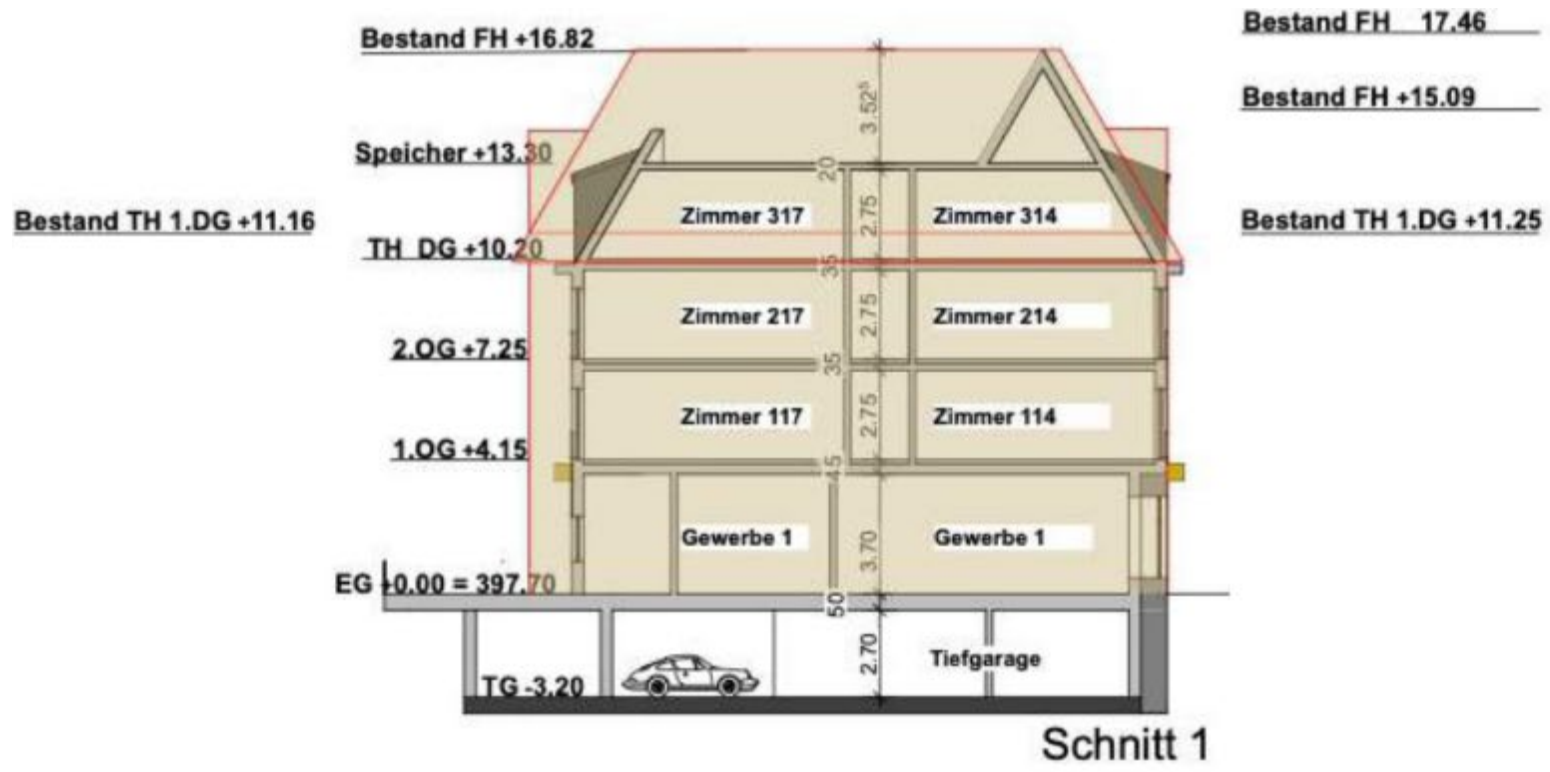 Bestand FH +16.82
Bestand FH 17.46
Bestand FH +15.09
3.52⁵
Speicher +13.30
20
Bestand TH 1.DG +11.16
Zimmer 317
2.75
Zimmer 314
Bestand TH 1.DG +11.25
TH DG +10.20
35
Zimmer 217
2.75
Zimmer 214
2.OG +7.25
35
Zimmer 117
2.75
Zimmer 114
1.OG +4.15
45
Gewerbe 1
3.70
Gewerbe 1
EG +0.00 = 397.70
50
2.70
Tiefgarage
TG -3.20
Schnitt 1